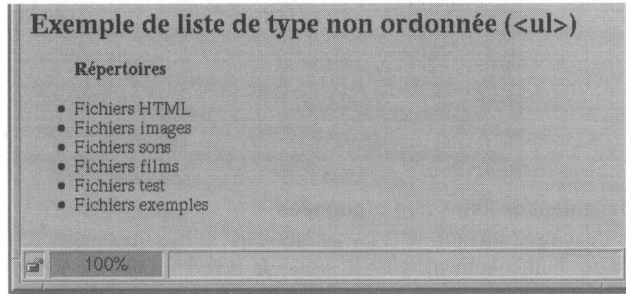 Exemple de liste de type non ordonnée (<ul>)
Répertoires
• Fichiers HTML
• Fichiers images
• Fichiers sons
• Fichiers films
• Fichiers test
• Fichiers exemples
100%